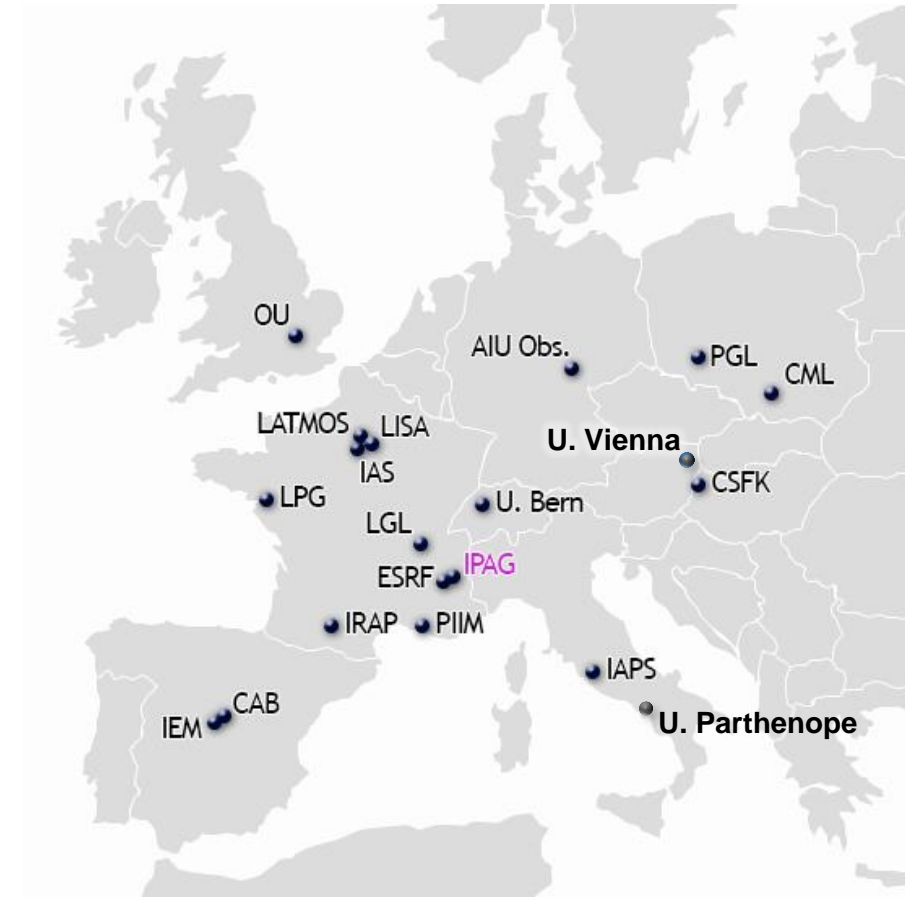 OU
AIU Obs.
PGL
CML
LATMOS
LISA
U. Vienna
IAS
CSFK
LPG
U. Bern
LGL
IPAG
ESRF
IRAP
PIIM
IAPS
CAB
IEM
U. Parthenope